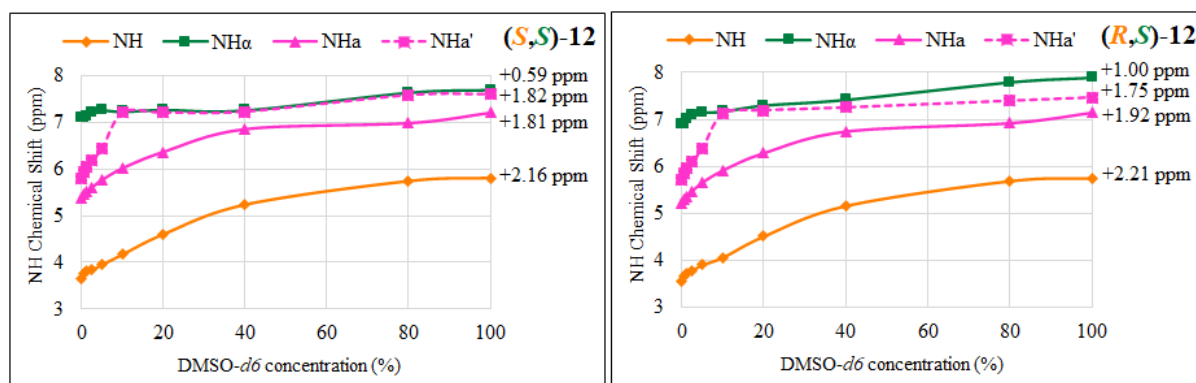 NH NHα NHa NHa' (S,S)-12
NH Chemical Shift (ppm)
8
7
6
5
4
3
+0.59 ppm
+1.82 ppm
+1.81 ppm
+2.16 ppm
0 20 40 60 80 100
DMSO-d6 concentration (%)
NH NHα NHa NHa' (R,S)-12
NH Chemical Shift (ppm)
8
7
6
5
4
3
+1.00 ppm
+1.75 ppm
+1.92 ppm
+2.21 ppm
0 20 40 60 80 100
DMSO-d6 concentration (%)